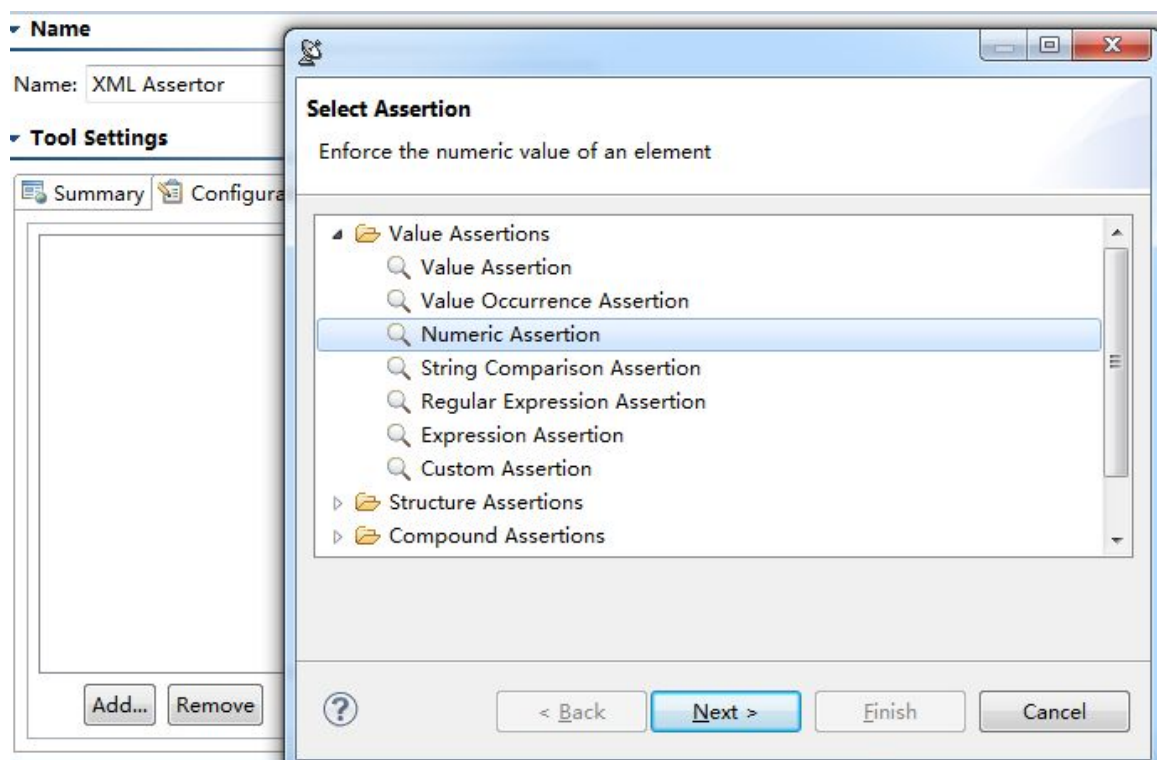 Name
Name: XML Assertor
Tool Settings
Summary
Configura
Add...
Remove
Select Assertion
Enforce the numeric value of an element
Value Assertions
Value Assertion
Value Occurrence Assertion
Numeric Assertion
String Comparison Assertion
Regular Expression Assertion
Expression Assertion
Custom Assertion
Structure Assertions
Compound Assertions
< Back
Next >
Finish
Cancel